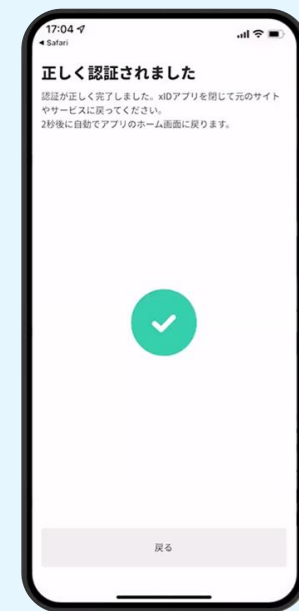 17:04
◀ Safari
正しく認証されました
認証が正しく完了しました。xIDアプリを閉じて元のサイト
やサービスに戻ってください。
2秒後に自動でアプリのホーム画面に戻ります。
戻る